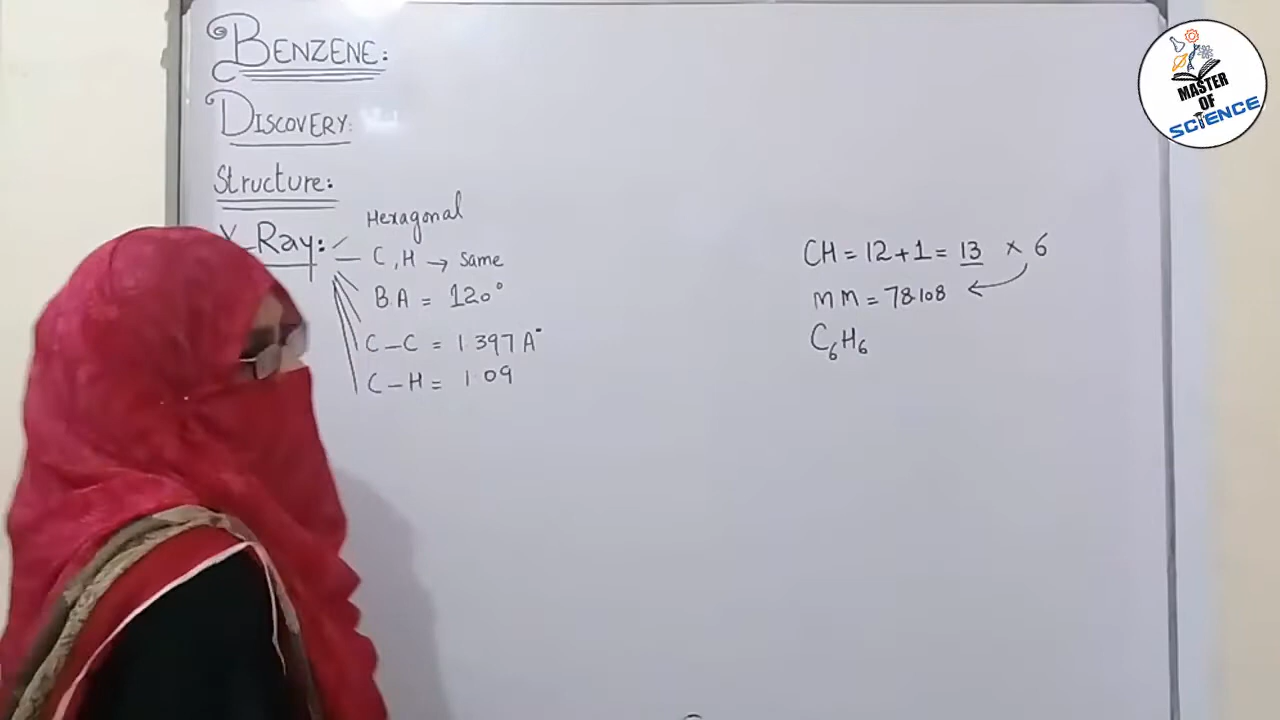 BENZENE:
DISCOVERY:
Structure:
X-Ray:
Hexagonal
C, H → Same
B.A = 120°
C–C = 1.397 A°
C–H = 1.09
CH = 12+1 = 13 × 6
MM = 78.108
C₆H₆
MASTER
OF
SCIENCE